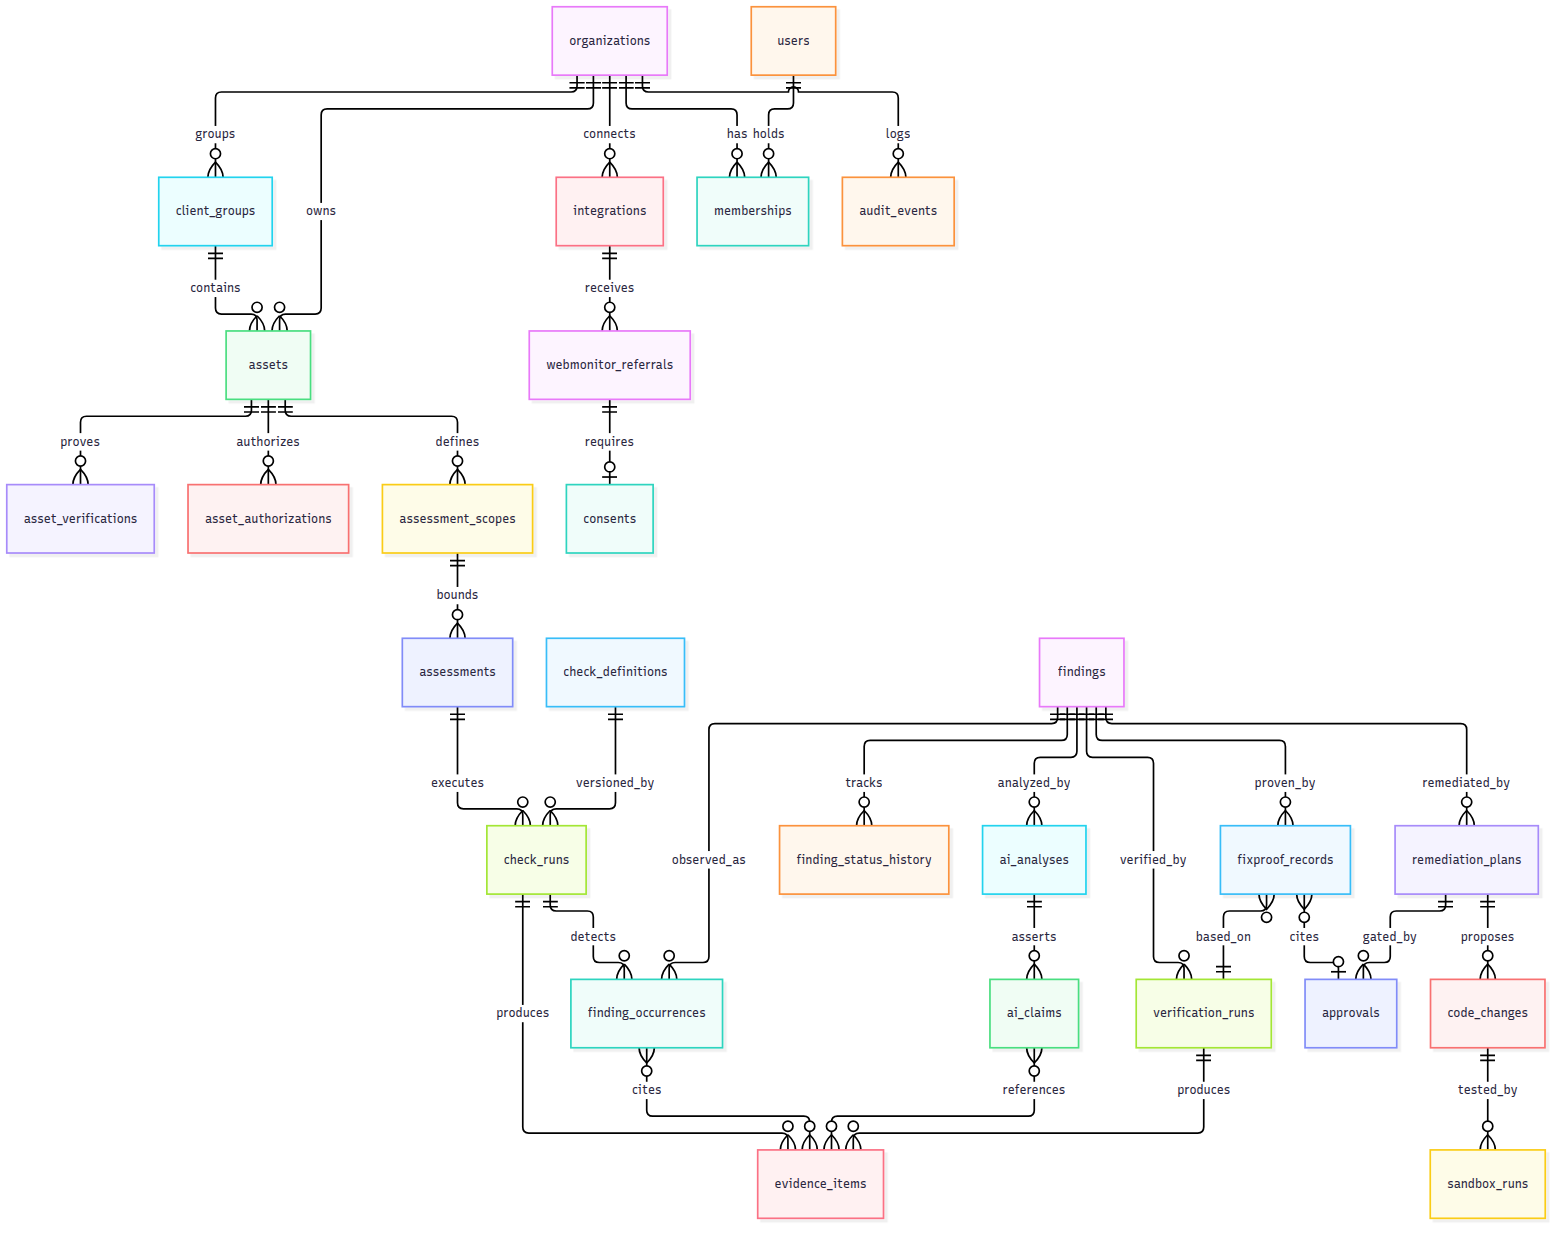 organizations
users
groups
connects
has
holds
logs
client_groups
owns
integrations
memberships
audit_events
contains
receives
assets
webmonitor_referrals
proves
authorizes
defines
requires
asset_verifications
asset_authorizations
assessment_scopes
consents
bounds
assessments
check_definitions
findings
executes
versioned_by
tracks
analyzed_by
proven_by
remediated_by
check_runs
observed_as
finding_status_history
ai_analyses
verified_by
fixproof_records
remediation_plans
detects
asserts
based_on
cites
gated_by
proposes
produces
finding_occurrences
ai_claims
verification_runs
approvals
code_changes
cites
references
produces
tested_by
evidence_items
sandbox_runs